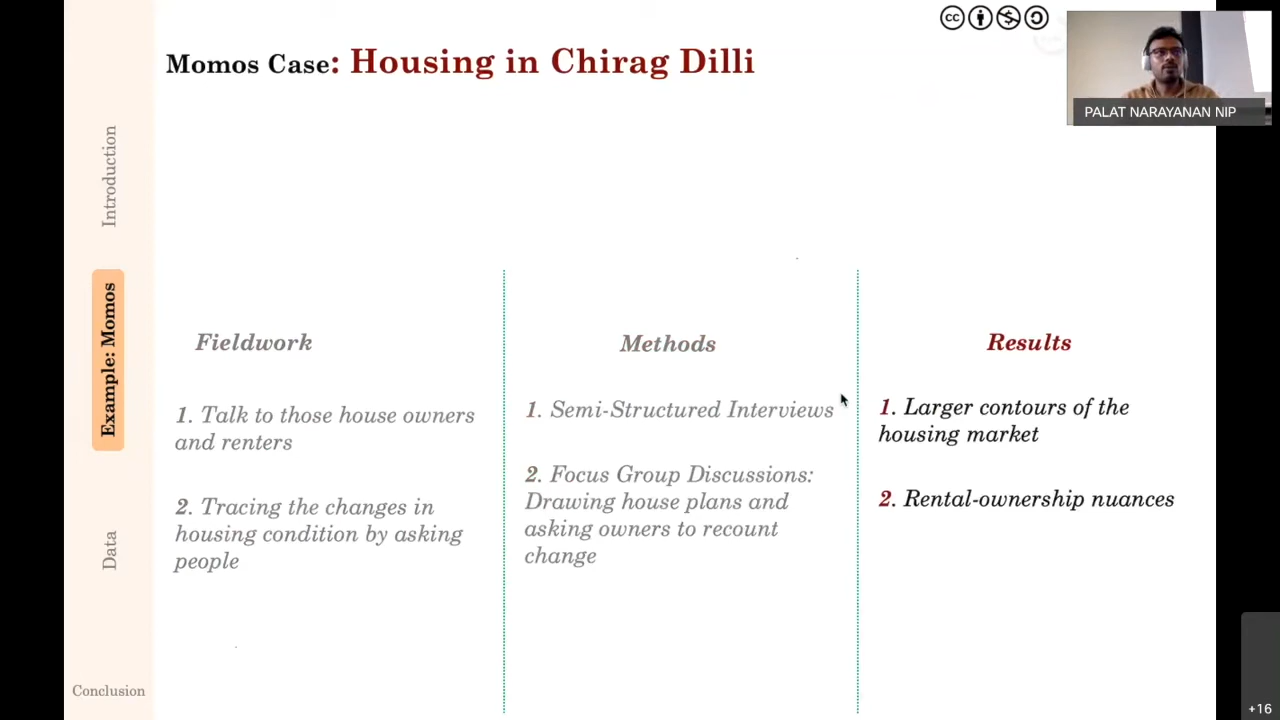 Momos Case: Housing in Chirag Dilli
PALAT NARAYANAN NIP
Introduction
Example: Momos
Data
Conclusion
Fieldwork
1. Talk to those house owners
and renters
2. Tracing the changes in
housing condition by asking
people
Methods
1. Semi-Structured Interviews
2. Focus Group Discussions:
Drawing house plans and
asking owners to recount
change
Results
1. Larger contours of the
housing market
2. Rental-ownership nuances
+16
cc